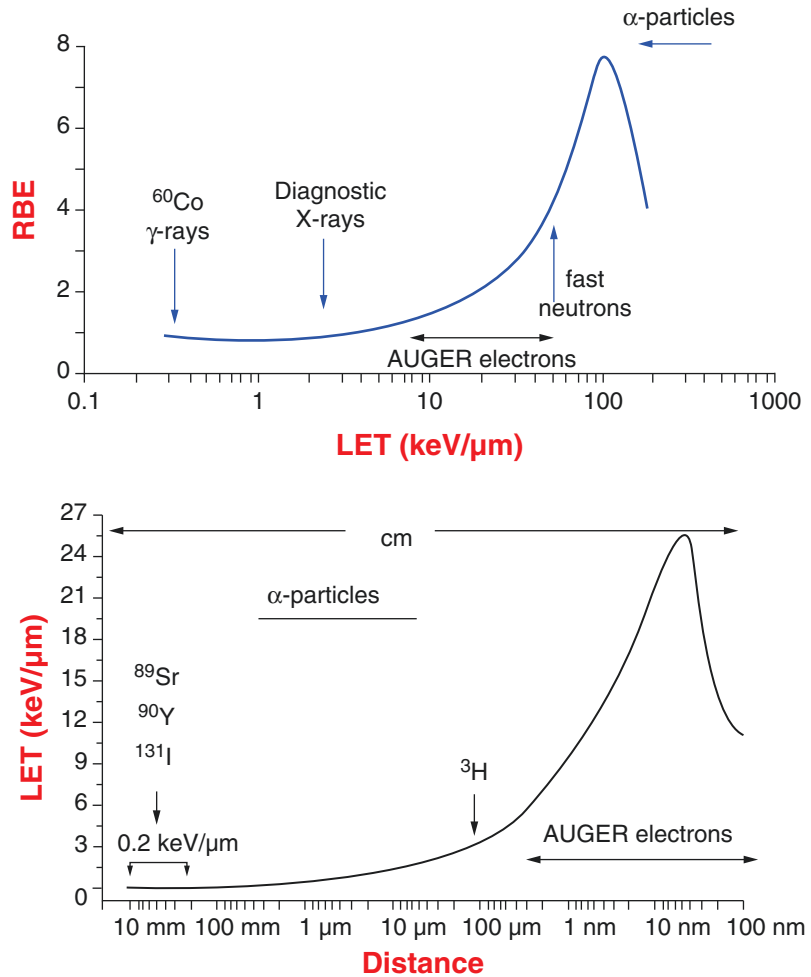 α-particles
8
6
RBE
⁶⁰Co
γ-rays
Diagnostic
X-rays
4
fast
neutrons
2
AUGER electrons
0
0.1 1 10 100 1000
LET (keV/μm)
27
cm
24
α-particles
21
LET (keV/μm)
18
⁸⁹Sr
15
⁹⁰Y
12
¹³¹I
9
³H
6
AUGER electrons
0.2 keV/μm
3
0
10 mm 100 mm 1 μm 10 μm 100 μm 1 nm 10 nm 100 nm
Distance